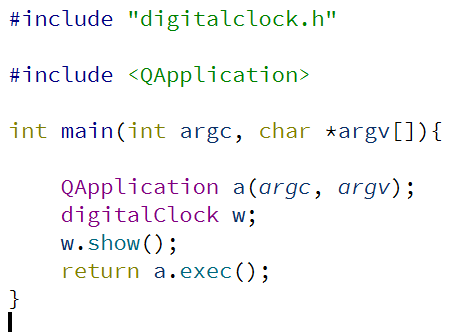 #include "digitalclock.h"
#include <QApplication>
int main(int argc, char *argv[]){
QApplication a(argc, argv);
digitalClock w;
w.show();
return a.exec();
}